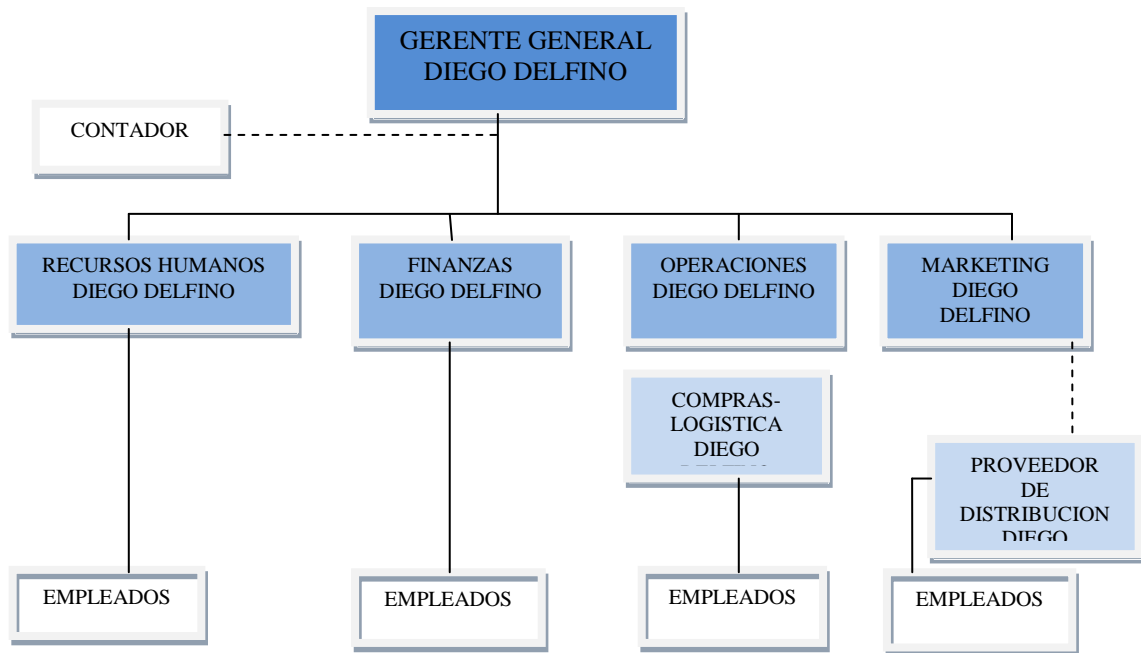 GERENTE GENERAL
DIEGO DELFINO
CONTADOR
RECURSOS HUMANOS
DIEGO DELFINO
FINANZAS
DIEGO DELFINO
OPERACIONES
DIEGO DELFINO
MARKETING
DIEGO
DELFINO
COMPRAS-
LOGISTICA
DIEGO
PROVEEDOR
DE
DISTRIBUCION
DIEGO
EMPLEADOS
EMPLEADOS
EMPLEADOS
EMPLEADOS